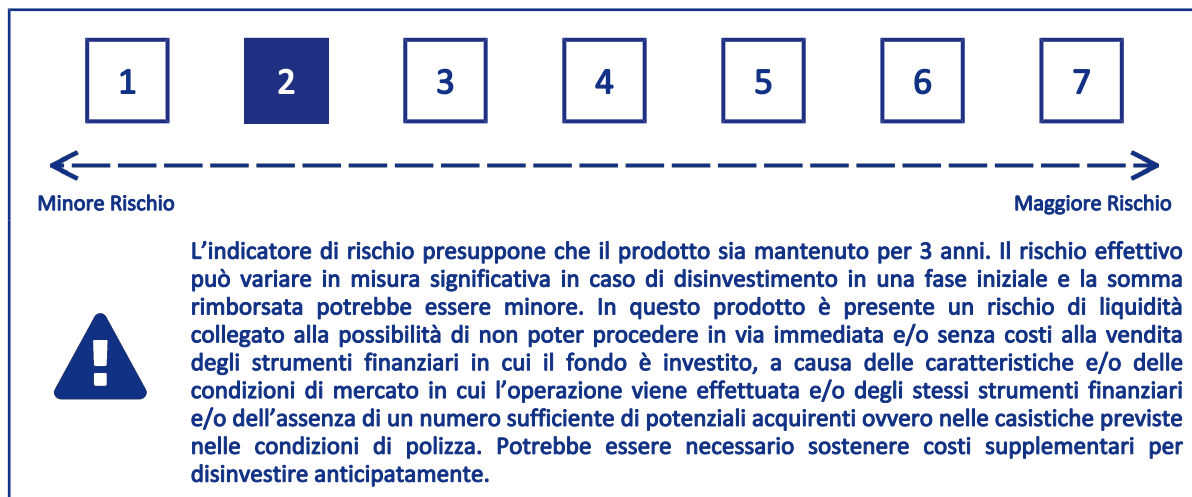 1 2 3 4 5 6 7
Minore Rischio Maggiore Rischio
L'indicatore di rischio presuppone che il prodotto sia mantenuto per 3 anni. Il rischio effettivo
può variare in misura significativa in caso di disinvestimento in una fase iniziale e la somma
rimborsata potrebbe essere minore. In questo prodotto è presente un rischio di liquidità
collegato alla possibilità di non poter procedere in via immediata e/o senza costi alla vendita
degli strumenti finanziari in cui il fondo è investito, a causa delle caratteristiche e/o delle
condizioni di mercato in cui l'operazione viene effettuata e/o degli stessi strumenti finanziari
e/o dell'assenza di un numero sufficiente di potenziali acquirenti ovvero nelle casistiche previste
nelle condizioni di polizza. Potrebbe essere necessario sostenere costi supplementari per
disinvestire anticipatamente.